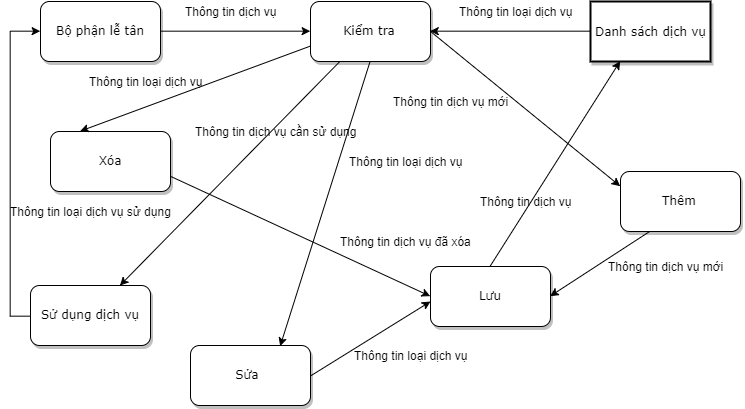 Thông tin dịch vụ
Thông tin loại dịch vụ
Bộ phận lễ tân
Kiểm tra
Danh sách dịch vụ
Thông tin loại dịch vụ
Thông tin dịch vụ mới
Thông tin dịch vụ cần sử dụng
Xóa
Thông tin loại dịch vụ
Thông tin dịch vụ
Thêm
Thông tin loại dịch vụ sử dụng
Thông tin dịch vụ đã xóa
Thông tin dịch vụ mới
Lưu
Sử dụng dịch vụ
Thông tin loại dịch vụ
Sửa